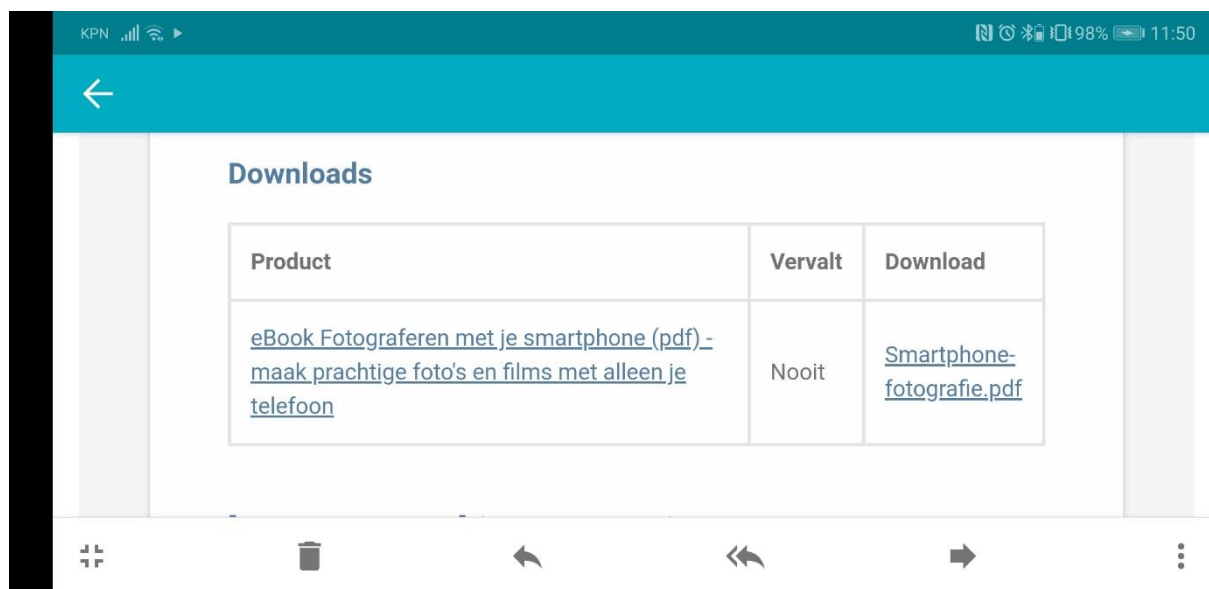 KPN 98% 11:50
Downloads
Product Vervalt Download
eBook Fotograferen met je smartphone (pdf) -
maak prachtige foto's en films met alleen je
telefoon
Nooit
Smartphone-
fotografie.pdf